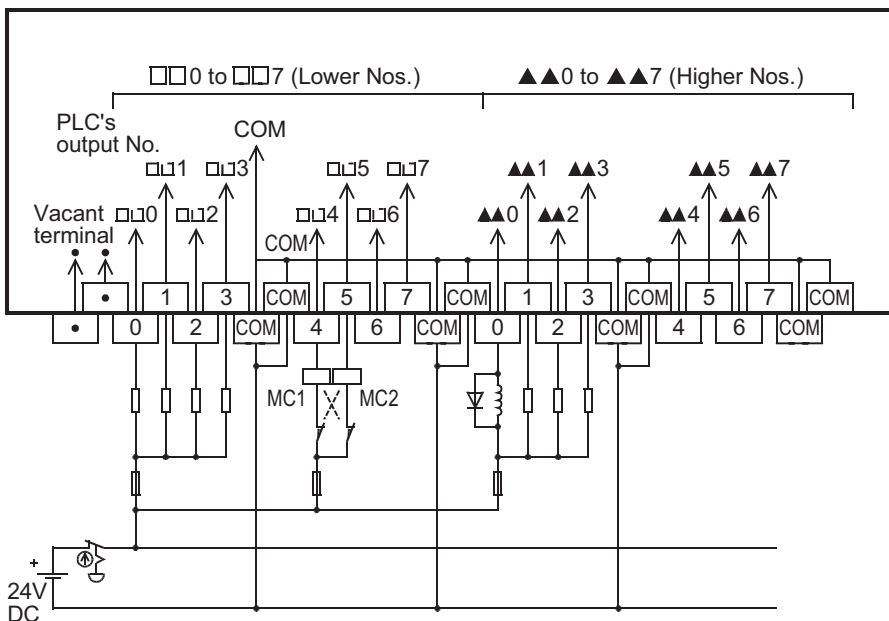 □□0 to □□7 (Lower Nos.) ▲▲0 to ▲▲7 (Higher Nos.)
PLC's
output No.
COM
□□1 □□3 □□5 □□7 ▲▲1 ▲▲3 ▲▲5 ▲▲7
Vacant
terminal
□□0 □□2 □□4 □□6 ▲▲0 ▲▲2 ▲▲4 ▲▲6
COM
• •
• 1 3 COM 5 7 COM 1 3 COM 5 7 COM
• 0 2 COM 4 6 COM 0 2 COM 4 6 COM
MC1 MC2
+
24V
DC